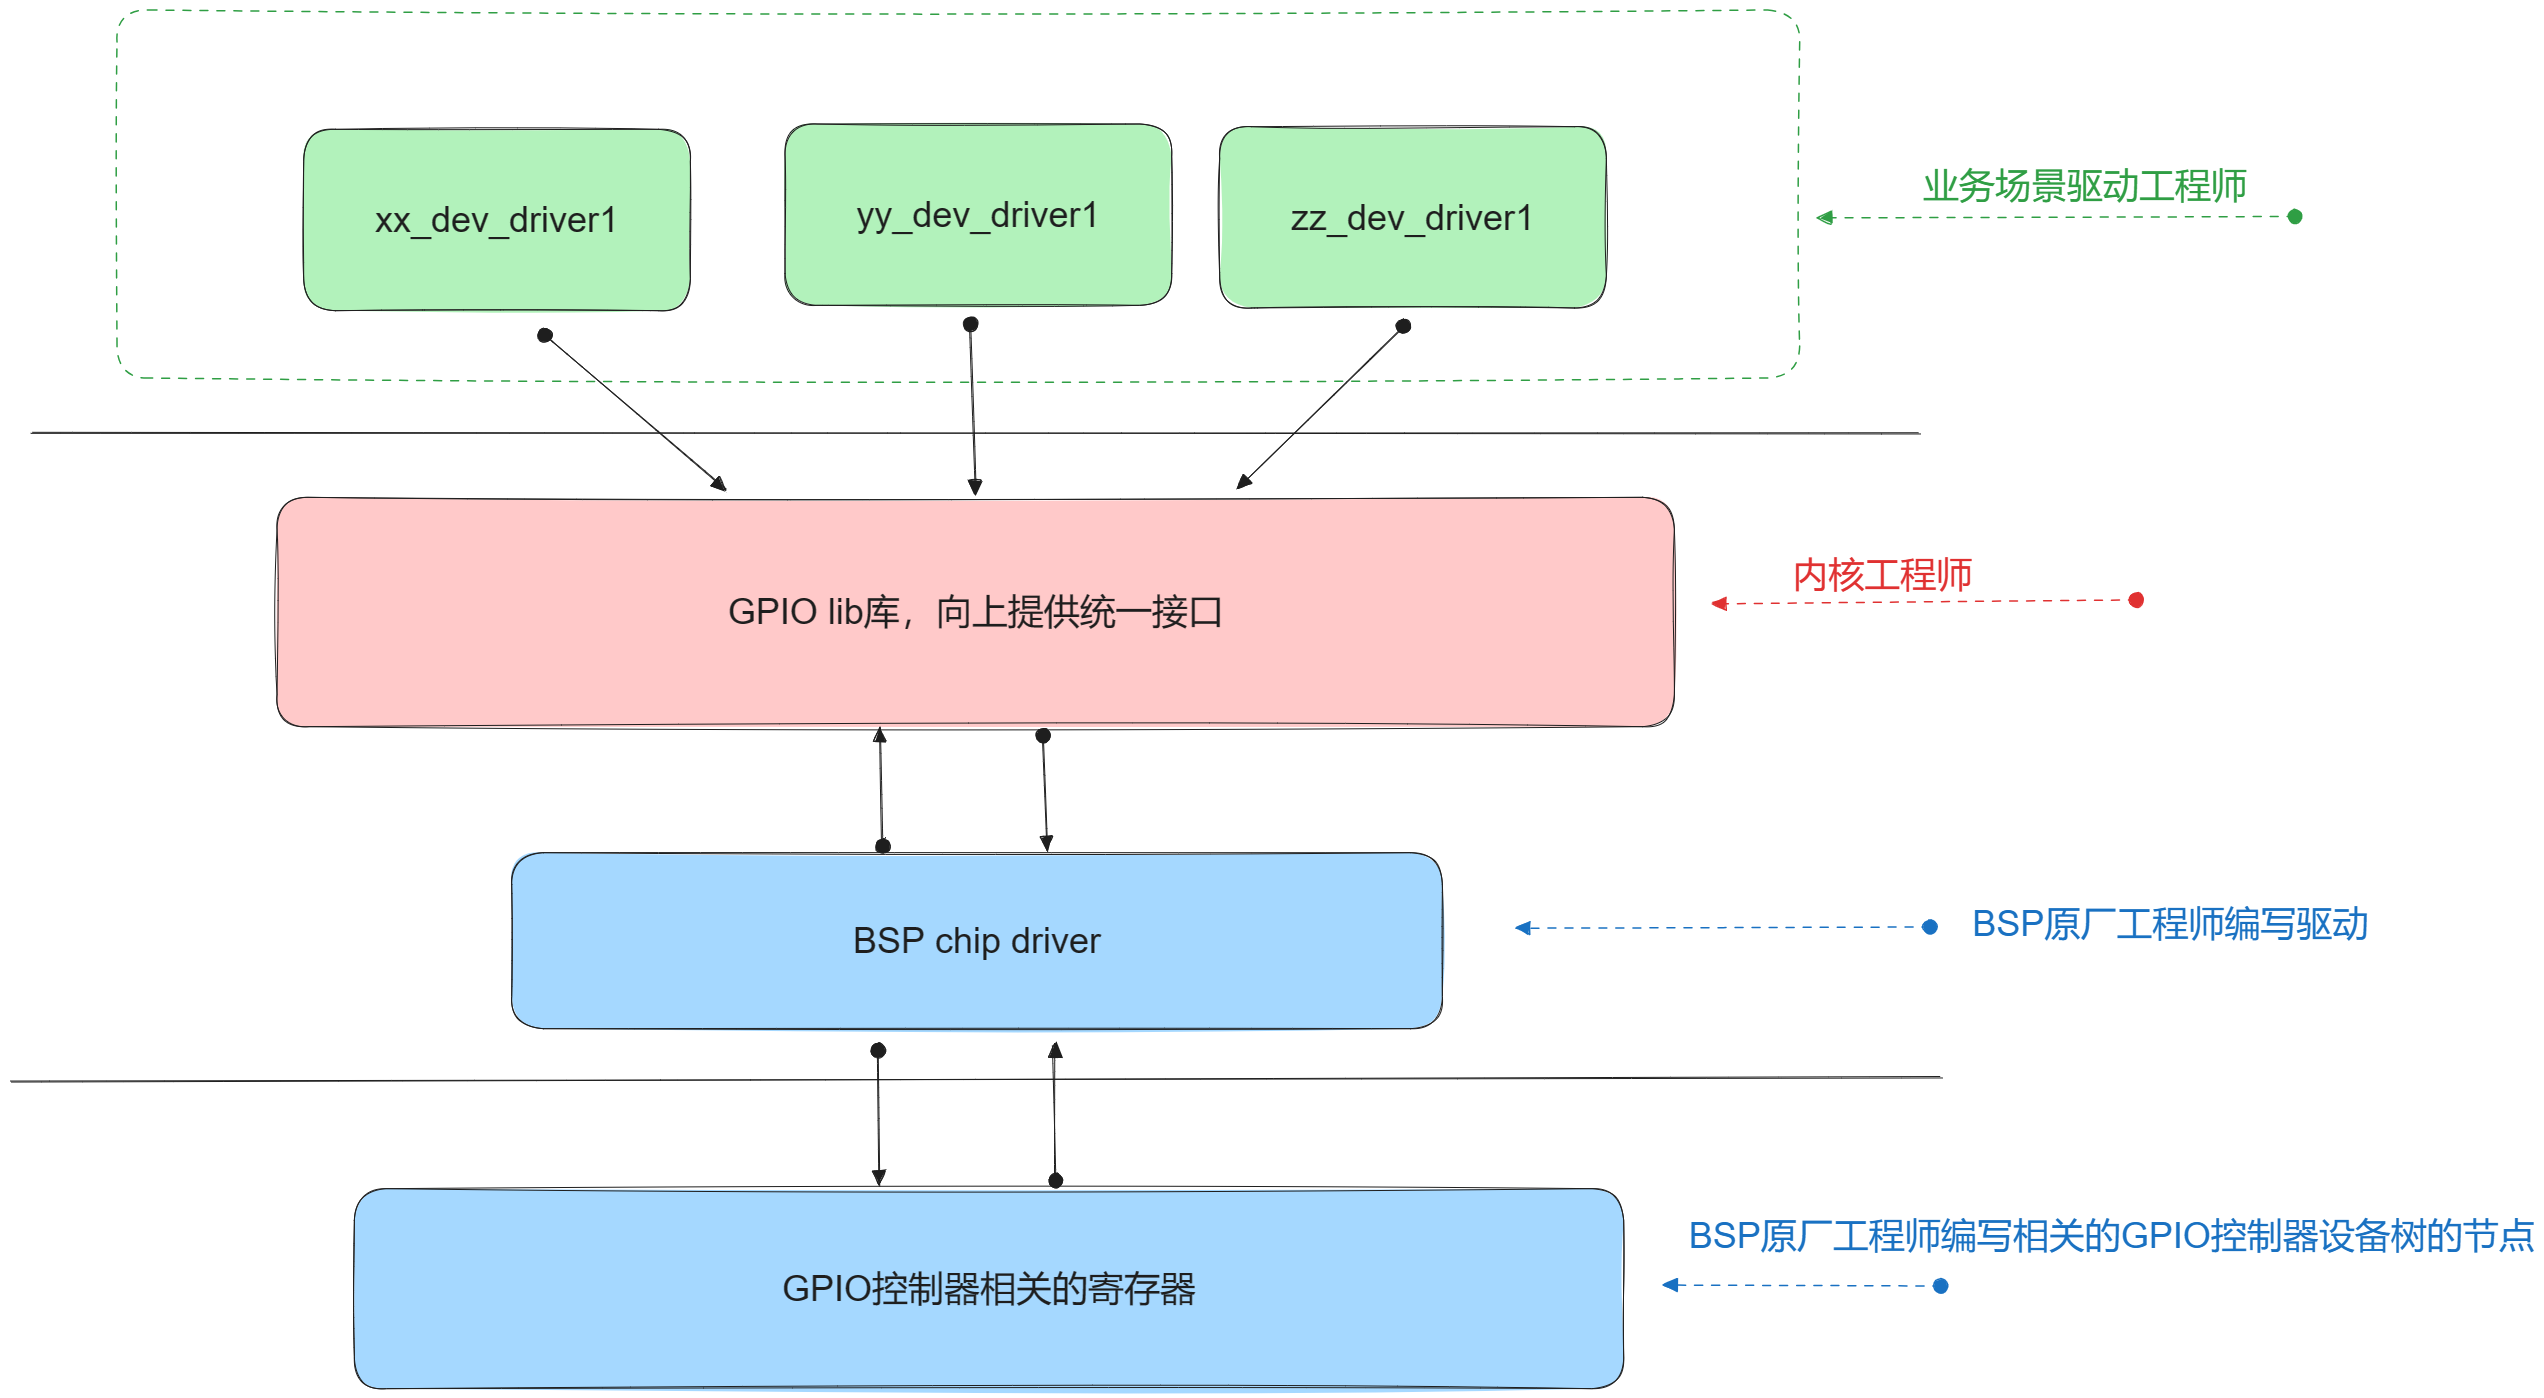 xx_dev_driver1
yy_dev_driver1
zz_dev_driver1
业务场景驱动工程师
GPIO lib库，向上提供统一接口
内核工程师
BSP chip driver
BSP原厂工程师编写驱动
BSP原厂工程师编写相关的GPIO控制器设备树的节点
GPIO控制器相关的寄存器